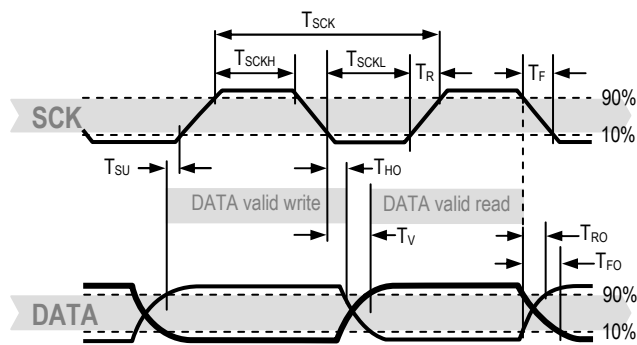 TSCK
TSCKH
TSCKL
TR
TF
90%
SCK
10%
TSU
THO
DATA valid write
DATA valid read
TV
TRO
TFO
90%
DATA
10%